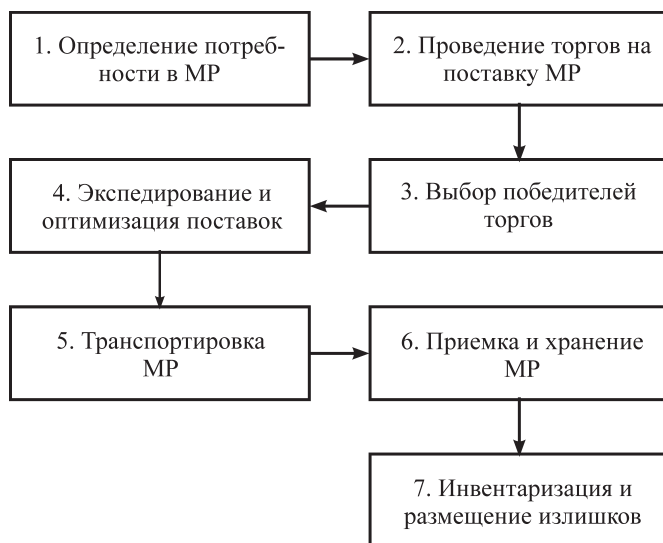 1. Определение потреб-
ности в МР
2. Проведение торгов на
поставку МР
3. Выбор победителей
торгов
4. Экспедирование и
оптимизация поставок
5. Транспортировка
МР
6. Приемка и хранение
МР
7. Инвентаризация и
размещение излишков